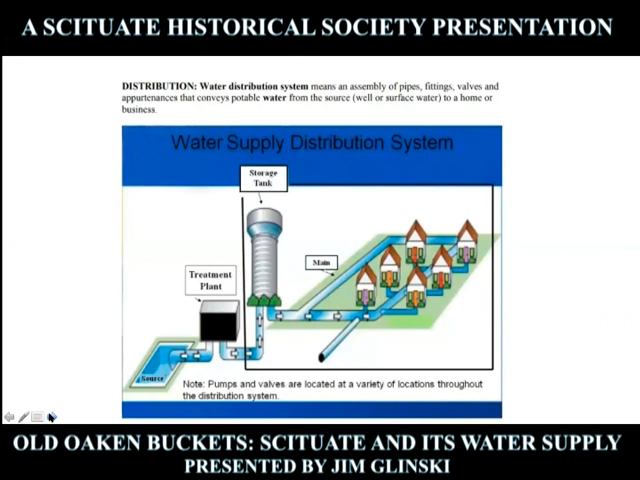 A SCITUATE HISTORICAL SOCIETY PRESENTATION
DISTRIBUTION: Water distribution system means an assembly of pipes, fittings, valves and
appurtenances that conveys potable water from the source (well or surface water) to a home or
business.
Water Supply Distribution System
Storage
Tank
Main
Treatment
Plant
Source
Note: Pumps and valves are located at a variety of locations throughout
the distribution system.
OLD OAKEN BUCKETS: SCITUATE AND ITS WATER SUPPLY
PRESENTED BY JIM GLINSKI